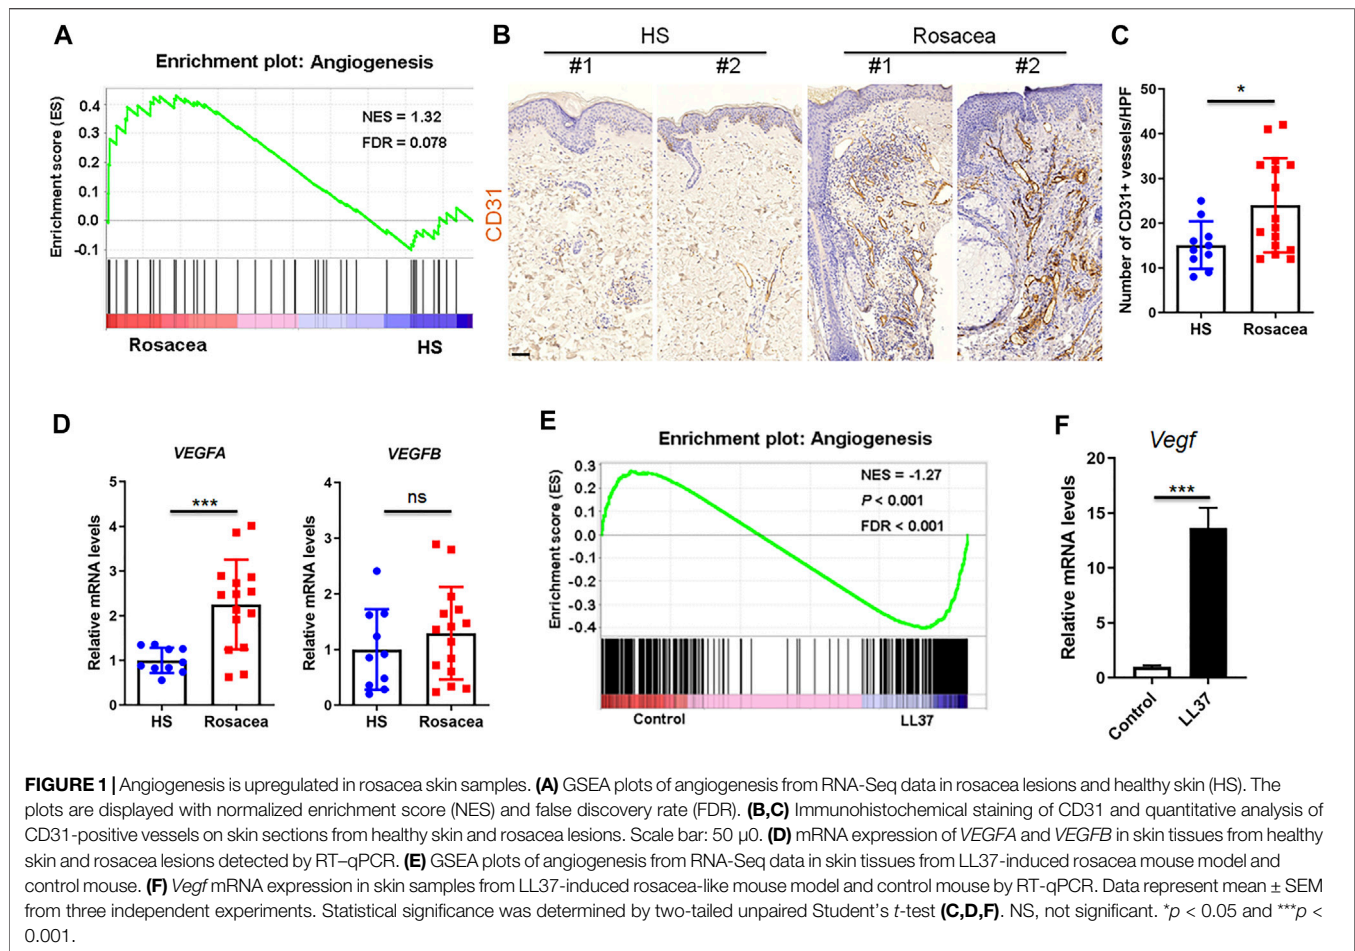 A
Enrichment plot: Angiogenesis
Enrichment score (ES)
0.4
0.3
0.2
0.1
0.0
-0.1
NES = 1.32
FDR = 0.078
Rosacea
HS
B
HS
Rosacea
#1
#2
#1
#2
CD31
C
Number of CD31+ vessels/HPF
50
40
30
20
10
0
*
HS
Rosacea
D
VEGFA
Relative mRNA levels
5
4
3
2
1
0
***
HS
Rosacea
VEGFB
Relative mRNA levels
4
3
2
1
0
ns
HS
Rosacea
E
Enrichment plot: Angiogenesis
Enrichment score (ES)
0.3
0.2
0.1
0.0
-0.1
-0.2
-0.3
-0.4
NES = -1.27
P < 0.001
FDR < 0.001
Control
LL37
F
Vegf
Relative mRNA levels
20
15
10
5
0
***
Control
LL37
FIGURE 1 | Angiogenesis is upregulated in rosacea skin samples. (A) GSEA plots of angiogenesis from RNA-Seq data in rosacea lesions and healthy skin (HS). The
plots are displayed with normalized enrichment score (NES) and false discovery rate (FDR). (B,C) Immunohistochemical staining of CD31 and quantitative analysis of
CD31-positive vessels on skin sections from healthy skin and rosacea lesions. Scale bar: 50 μ0. (D) mRNA expression of VEGFA and VEGFB in skin tissues from healthy
skin and rosacea lesions detected by RT–qPCR. (E) GSEA plots of angiogenesis from RNA-Seq data in skin tissues from LL37-induced rosacea mouse model and
control mouse. (F) Vegf mRNA expression in skin samples from LL37-induced rosacea-like mouse model and control mouse by RT-qPCR. Data represent mean ± SEM
from three independent experiments. Statistical significance was determined by two-tailed unpaired Student's t-test (C,D,F). NS, not significant. *p < 0.05 and ***p <
0.001.